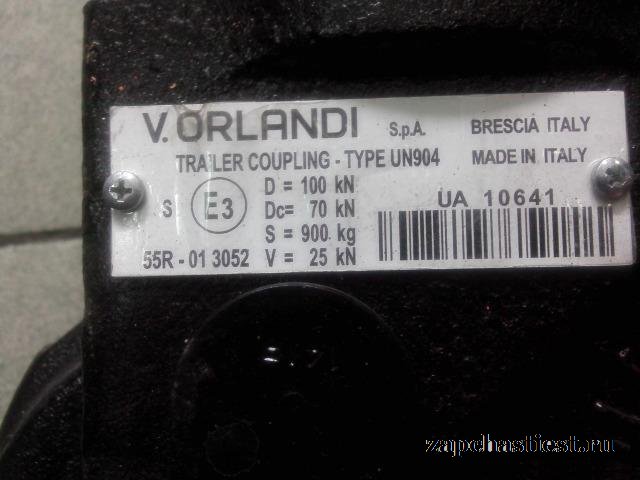 V.ORLANDI S.p.A. BRESCIA ITALY
TRAILER COUPLING - TYPE UN904 MADE IN ITALY
S E3 D = 100 kN
Dc= 70 kN
S = 900 kg
55R - 01 3052 V = 25 kN
UA 10641
zapchastiest.ru